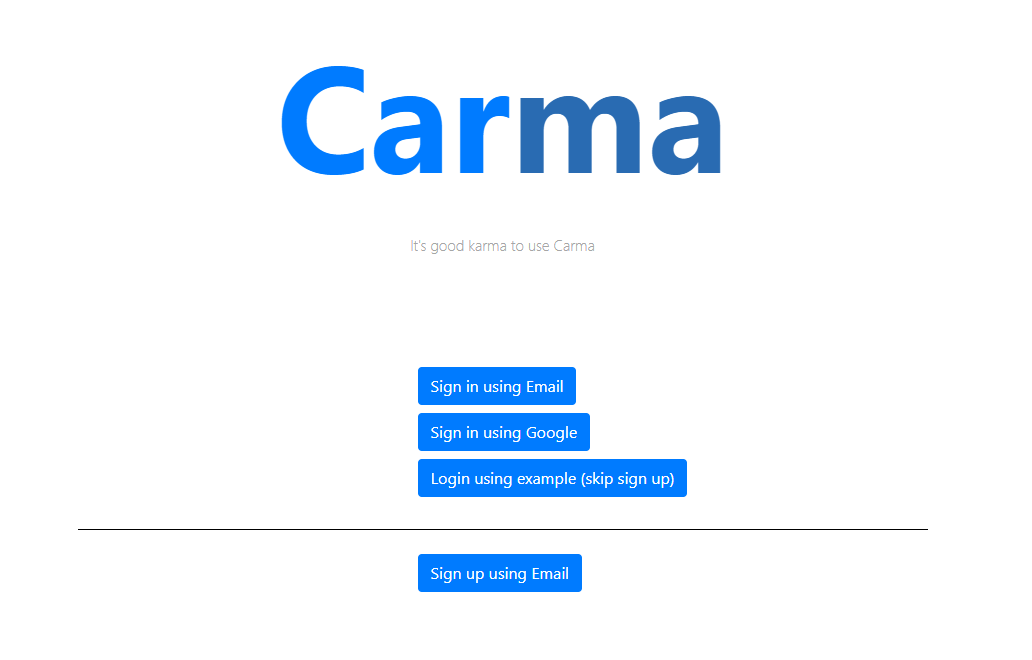 Carma
It's good karma to use Carma
Sign in using Email
Sign in using Google
Login using example (skip sign up)
Sign up using Email